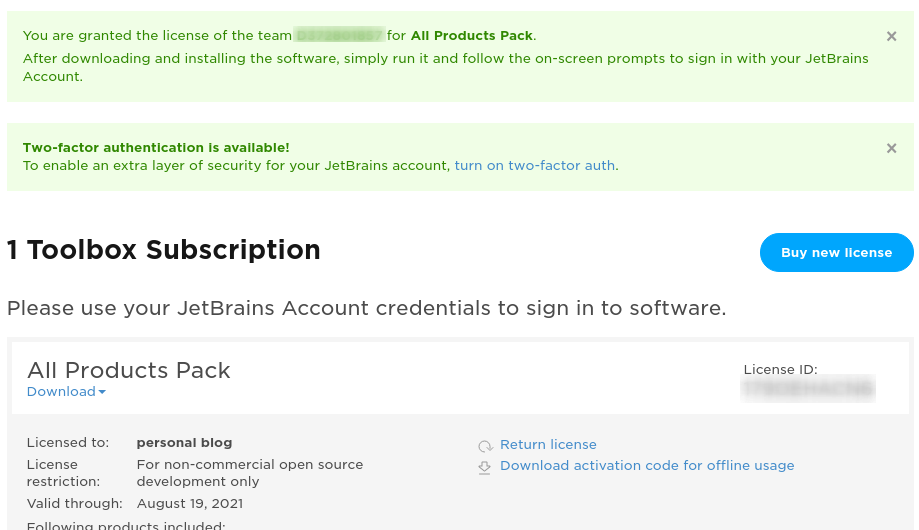 You are granted the license of the team for All Products Pack.
After downloading and installing the software, simply run it and follow the on-screen prompts to sign in with your JetBrains
Account.
Two-factor authentication is available!
To enable an extra layer of security for your JetBrains account, turn on two-factor auth.
1 Toolbox Subscription
Buy new license
Please use your JetBrains Account credentials to sign in to software.
All Products Pack
Download
License ID:
Licensed to: personal blog
License restriction: For non-commercial open source
development only
Valid through: August 19, 2021
Return license
Download activation code for offline usage
Following products included: